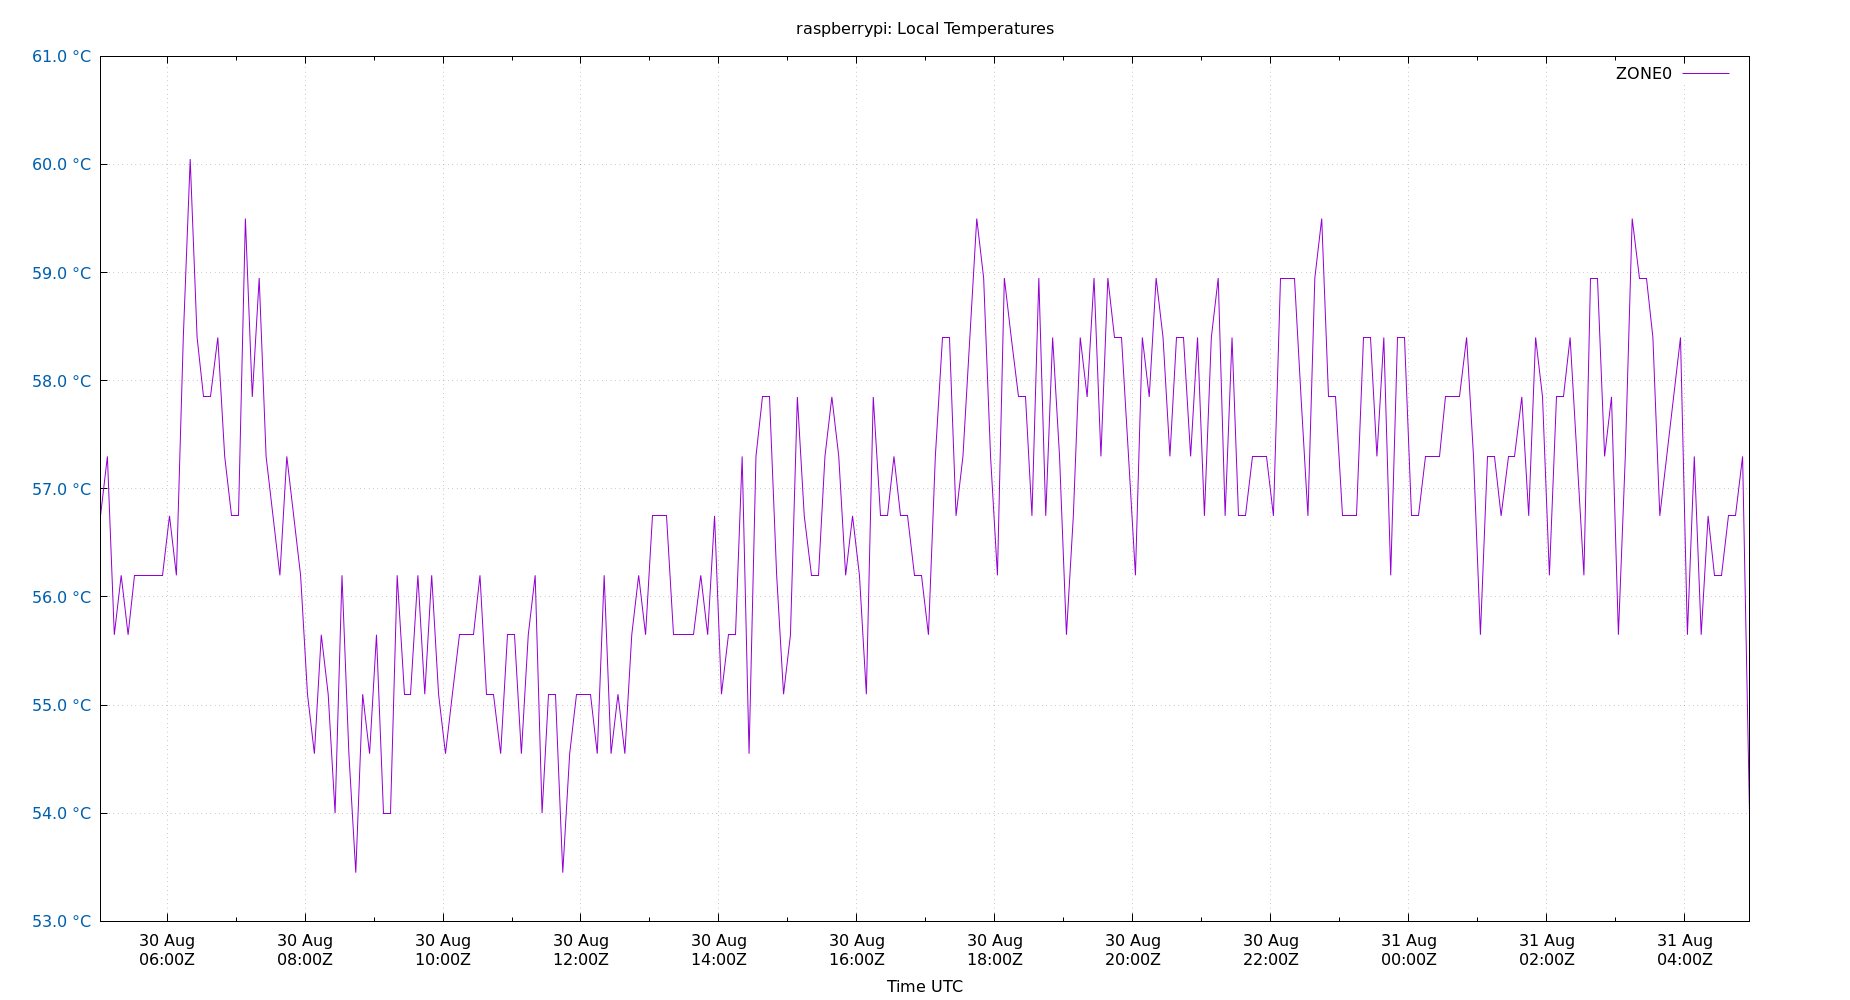 raspberrypi: Local Temperatures
61.0 °C
ZONE0
60.0 °C
59.0 °C
58.0 °C
57.0 °C
56.0 °C
55.0 °C
54.0 °C
53.0 °C
30 Aug 30 Aug 30 Aug 30 Aug 30 Aug 30 Aug 30 Aug 30 Aug 30 Aug 31 Aug 31 Aug 31 Aug
06:00Z 08:00Z 10:00Z 12:00Z 14:00Z 16:00Z 18:00Z 20:00Z 22:00Z 00:00Z 02:00Z 04:00Z
Time UTC